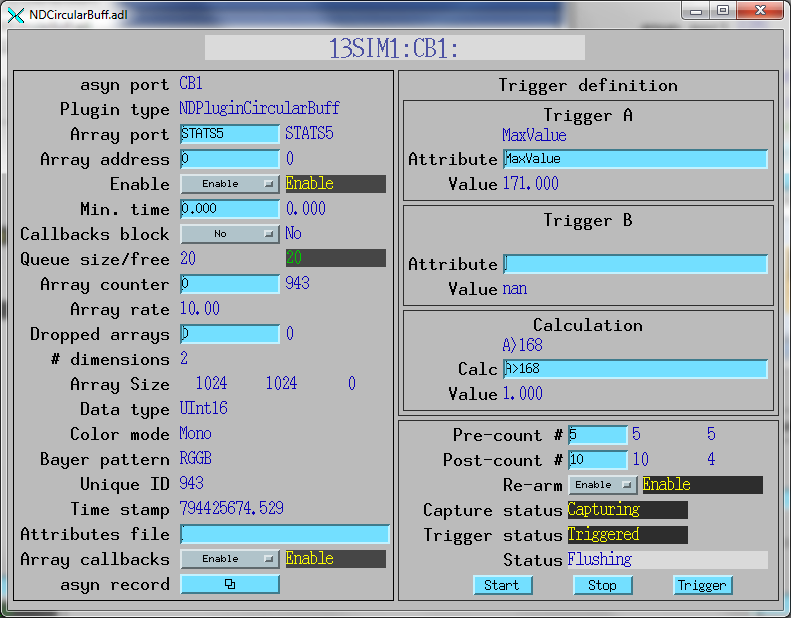 NDCircularBuff.adl
13SIM1:CB1:
asyn port CB1
Plugin type NDPluginCircularBuff
Array port STATS5 STATS5
Array address 0 0
Enable Enable Enable
Min. time 0.000 0.000
Callbacks block No No
Queue size/free 20 20
Array counter 0 943
Array rate 10.00
Dropped arrays 0 0
# dimensions 2
Array Size 1024 1024 0
Data type UInt16
Color mode Mono
Bayer pattern RGGB
Unique ID 943
Time stamp 794425674.529
Attributes file
Array callbacks Enable Enable
asyn record
Trigger definition
Trigger A
MaxValue
Attribute MaxValue
Value 171.000
Trigger B
Attribute
Value nan
Calculation
A>168
Calc A>168
Value 1.000
Pre-count # 5 5 5
Post-count # 10 10 4
Re-arm Enable Enable
Capture status Capturing
Trigger status Triggered
Status Flushing
Start Stop Trigger